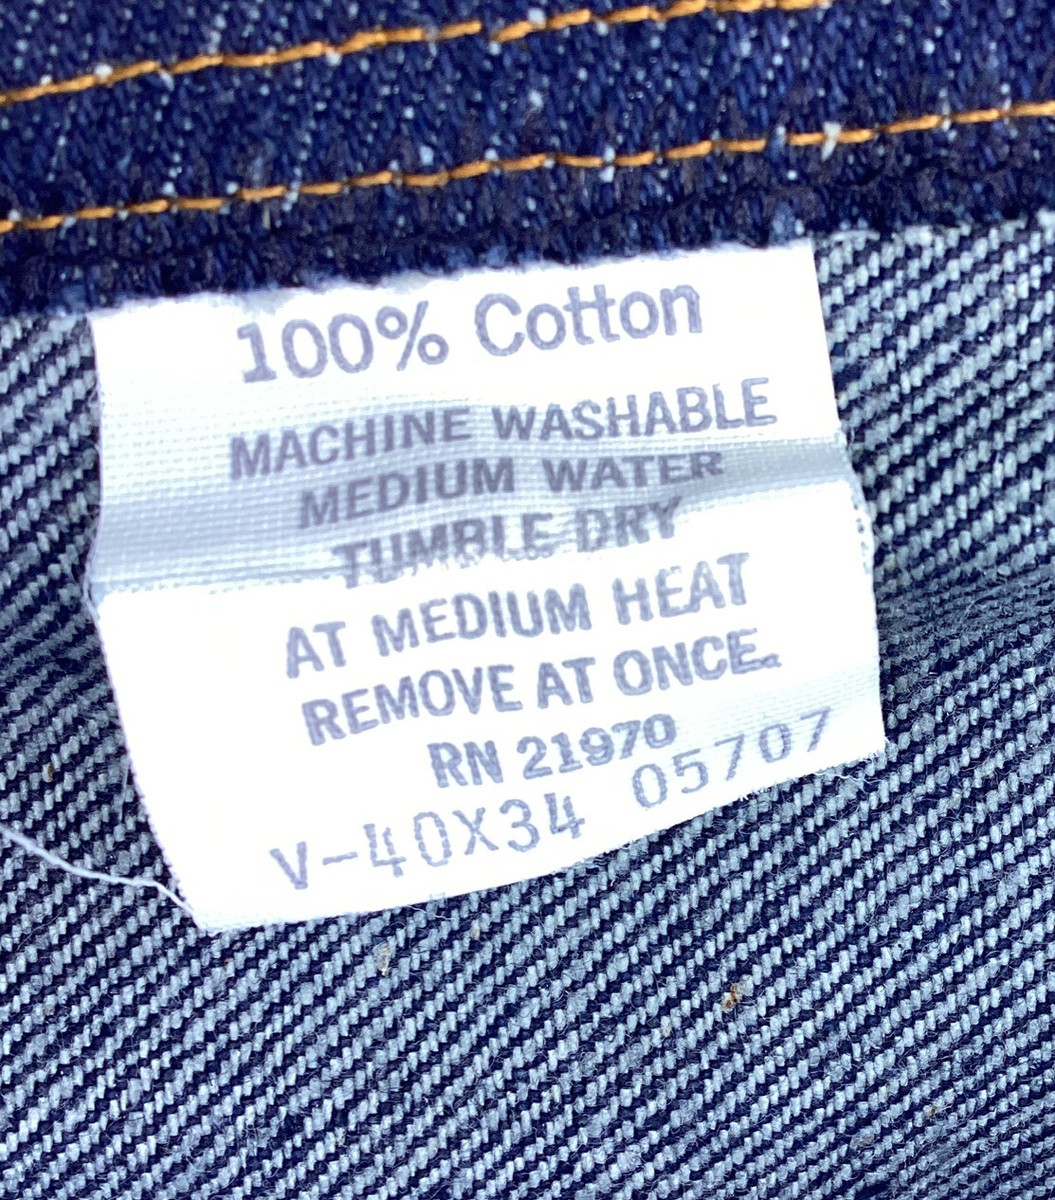 100% Cotton
MACHINE WASHABLE
MEDIUM WATER
TUMBLE DRY
AT MEDIUM HEAT
REMOVE AT ONCE.
RN 21970
V-40X34 05707